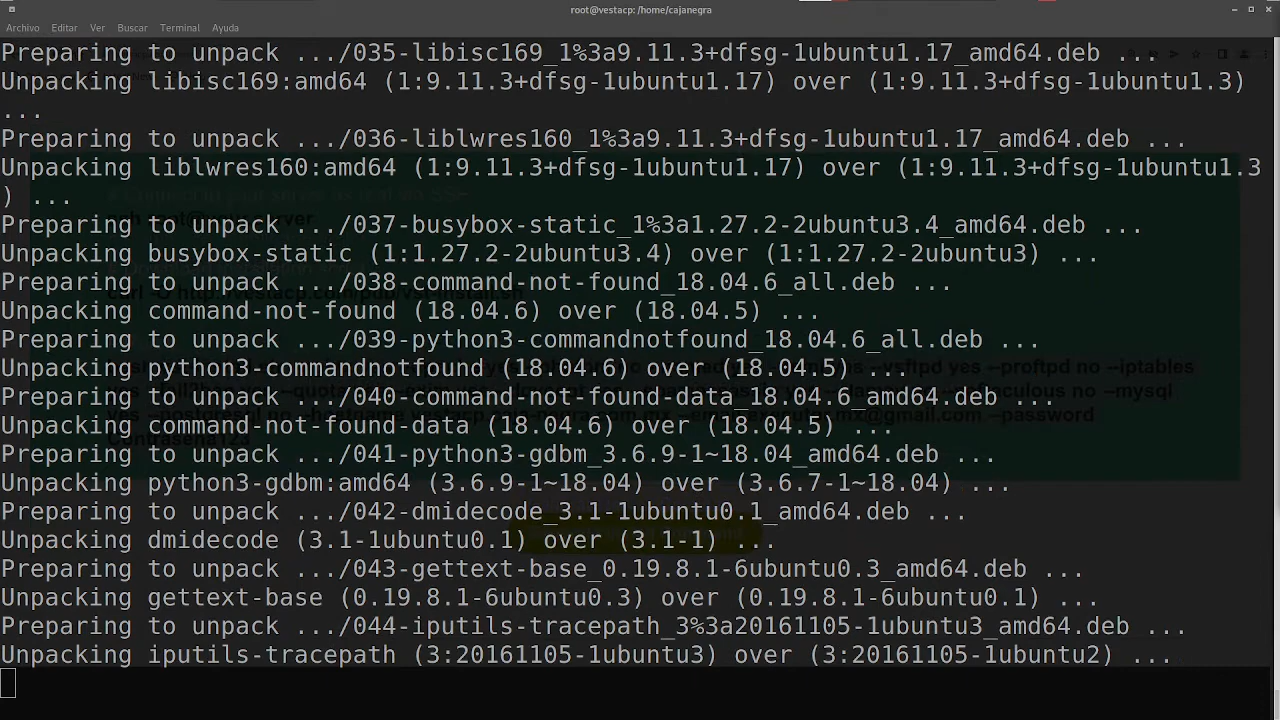 root@vestacp: /home/cajanegra
Archivo Editar Ver Buscar Terminal Ayuda
Preparing to unpack .../035-libisc169_1%3a9.11.3+dfsg-1ubuntu1.17_amd64.deb ...
Unpacking libisc169:amd64 (1:9.11.3+dfsg-1ubuntu1.17) over (1:9.11.3+dfsg-1ubuntu1.3)
...
Preparing to unpack .../036-liblwres160_1%3a9.11.3+dfsg-1ubuntu1.17_amd64.deb ...
Unpacking liblwres160:amd64 (1:9.11.3+dfsg-1ubuntu1.17) over (1:9.11.3+dfsg-1ubuntu1.3
) ...
Preparing to unpack .../037-busybox-static_1%3a1.27.2-2ubuntu3.4_amd64.deb ...
Unpacking busybox-static (1:1.27.2-2ubuntu3.4) over (1:1.27.2-2ubuntu3) ...
Preparing to unpack .../038-command-not-found_18.04.6_all.deb ...
Unpacking command-not-found (18.04.6) over (18.04.5) ...
Preparing to unpack .../039-python3-commandnotfound_18.04.6_all.deb ...
Unpacking python3-commandnotfound (18.04.6) over (18.04.5) ...
Preparing to unpack .../040-command-not-found-data_18.04.6_amd64.deb ...
Unpacking command-not-found-data (18.04.6) over (18.04.5) ...
Preparing to unpack .../041-python3-gdbm_3.6.9-1~18.04_amd64.deb ...
Unpacking python3-gdbm:amd64 (3.6.9-1~18.04) over (3.6.7-1~18.04) ...
Preparing to unpack .../042-dmidecode_3.1-1ubuntu0.1_amd64.deb ...
Unpacking dmidecode (3.1-1ubuntu0.1) over (3.1-1) ...
Preparing to unpack .../043-gettext-base_0.19.8.1-6ubuntu0.3_amd64.deb ...
Unpacking gettext-base (0.19.8.1-6ubuntu0.3) over (0.19.8.1-6ubuntu0.1) ...
Preparing to unpack .../044-iputils-tracepath_3%3a20161105-1ubuntu3_amd64.deb ...
Unpacking iputils-tracepath (3:20161105-1ubuntu3) over (3:20161105-1ubuntu2) ...